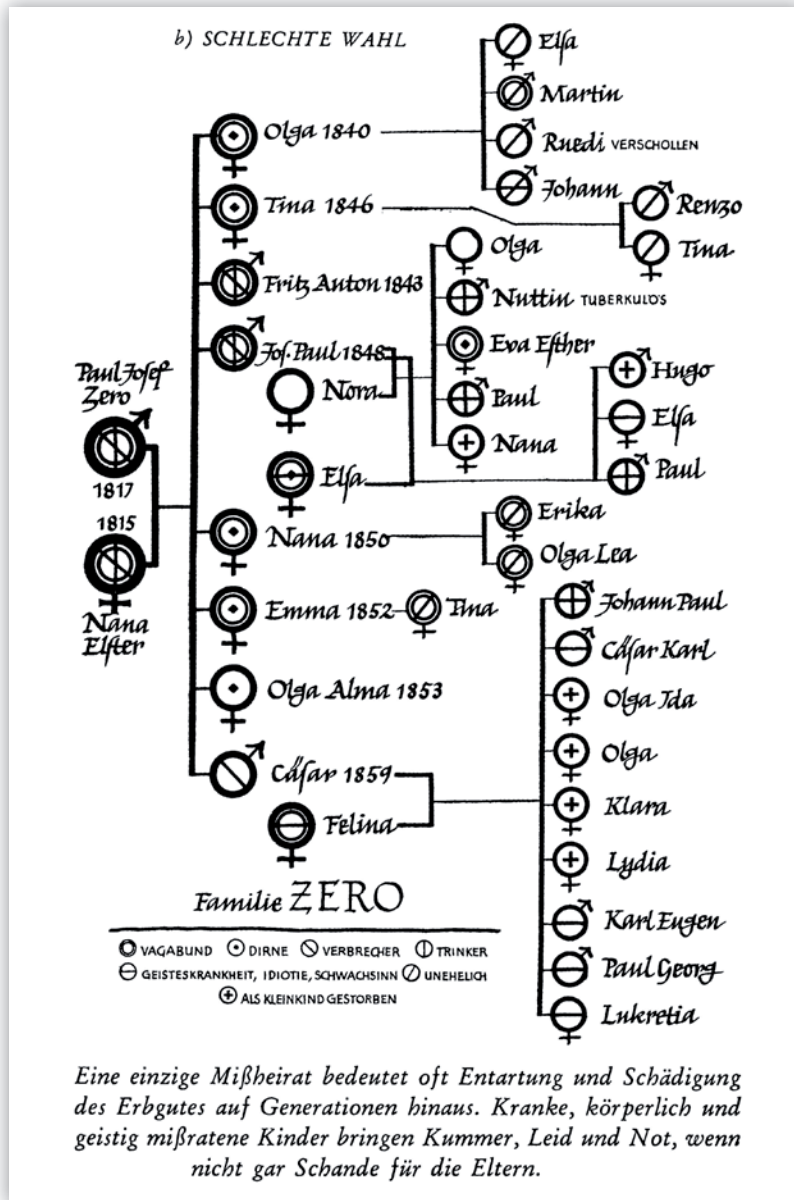 b) SCHLECHTE WAHL
Elsa
Martin
Olga 1840
Ruedi VERSCHOLLEN
Johann
Tina 1846
Renzo
Tina
Olga
Fritz Anton 1843
Nuttin TUBERKULÖS
Jos. Paul 1848
Eva Esther
Nora
Paul
Nana
Hugo
Elsa
Paul
Paul Josef
Zero
1817
1815
Nana
Elster
Elsa
Nana 1850
Erika
Olga Lea
Emma 1852
Tina
Olga Alma 1853
Cäsar 1859
Felina
Johann Paul
Cäsar Karl
Olga Ida
Olga
Klara
Lydia
Karl Eugen
Paul Georg
Lukretia
Familie ZERO
VAGABUND DIRNE VERBRECHER TRINKER
GEISTESKRANKHEIT, IDIOTIE, SCHWACHSINN UNEHELICH
ALS KLEINKIND GESTORBEN
Eine einzige Mißheirat bedeutet oft Entartung und Schädigung
des Erbgutes auf Generationen hinaus. Kranke, körperlich und
geistig mißratene Kinder bringen Kummer, Leid und Not, wenn
nicht gar Schande für die Eltern.